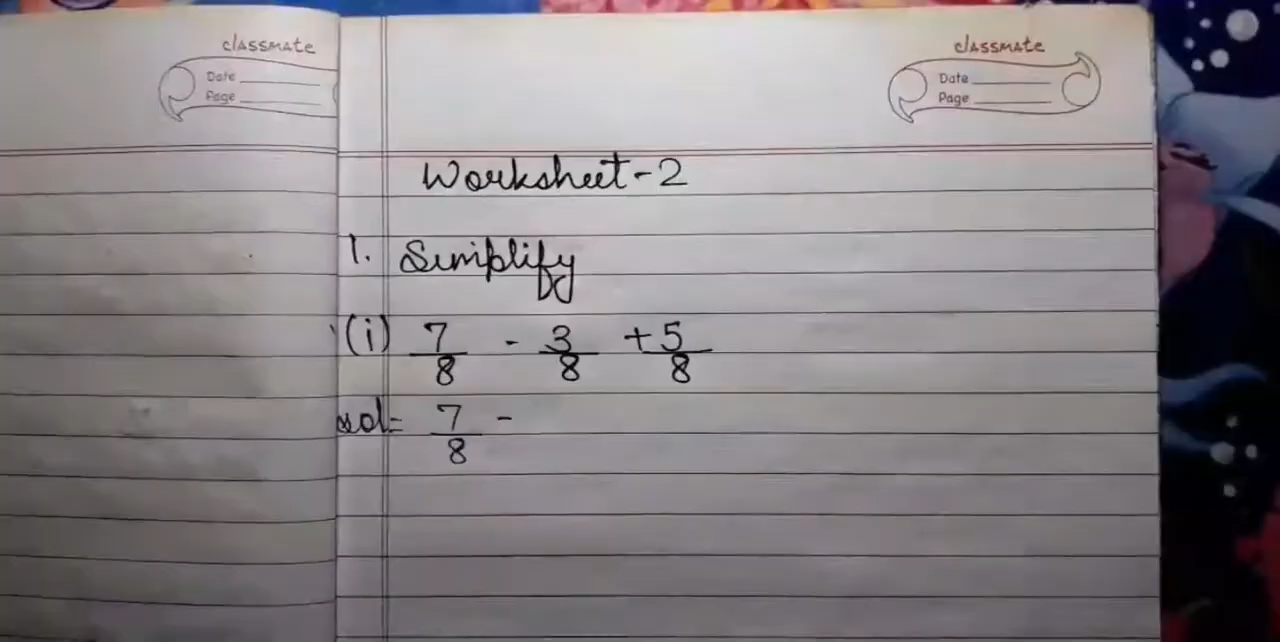 classmate
Date
Page
classmate
Date
Page
Worksheet-2
1. Simplify
(i) 7/8 - 3/8 + 5/8
sol= 7/8 -